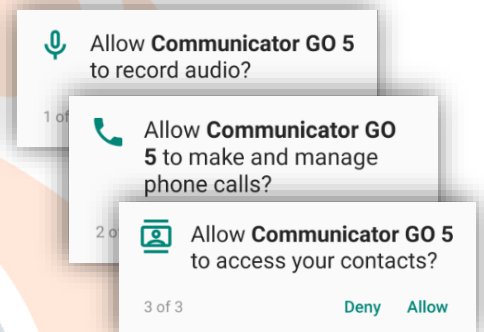 Allow Communicator GO 5
to record audio?
1 of
Allow Communicator GO
5 to make and manage
phone calls?
2 o
Allow Communicator GO 5
to access your contacts?
3 of 3
Deny Allow